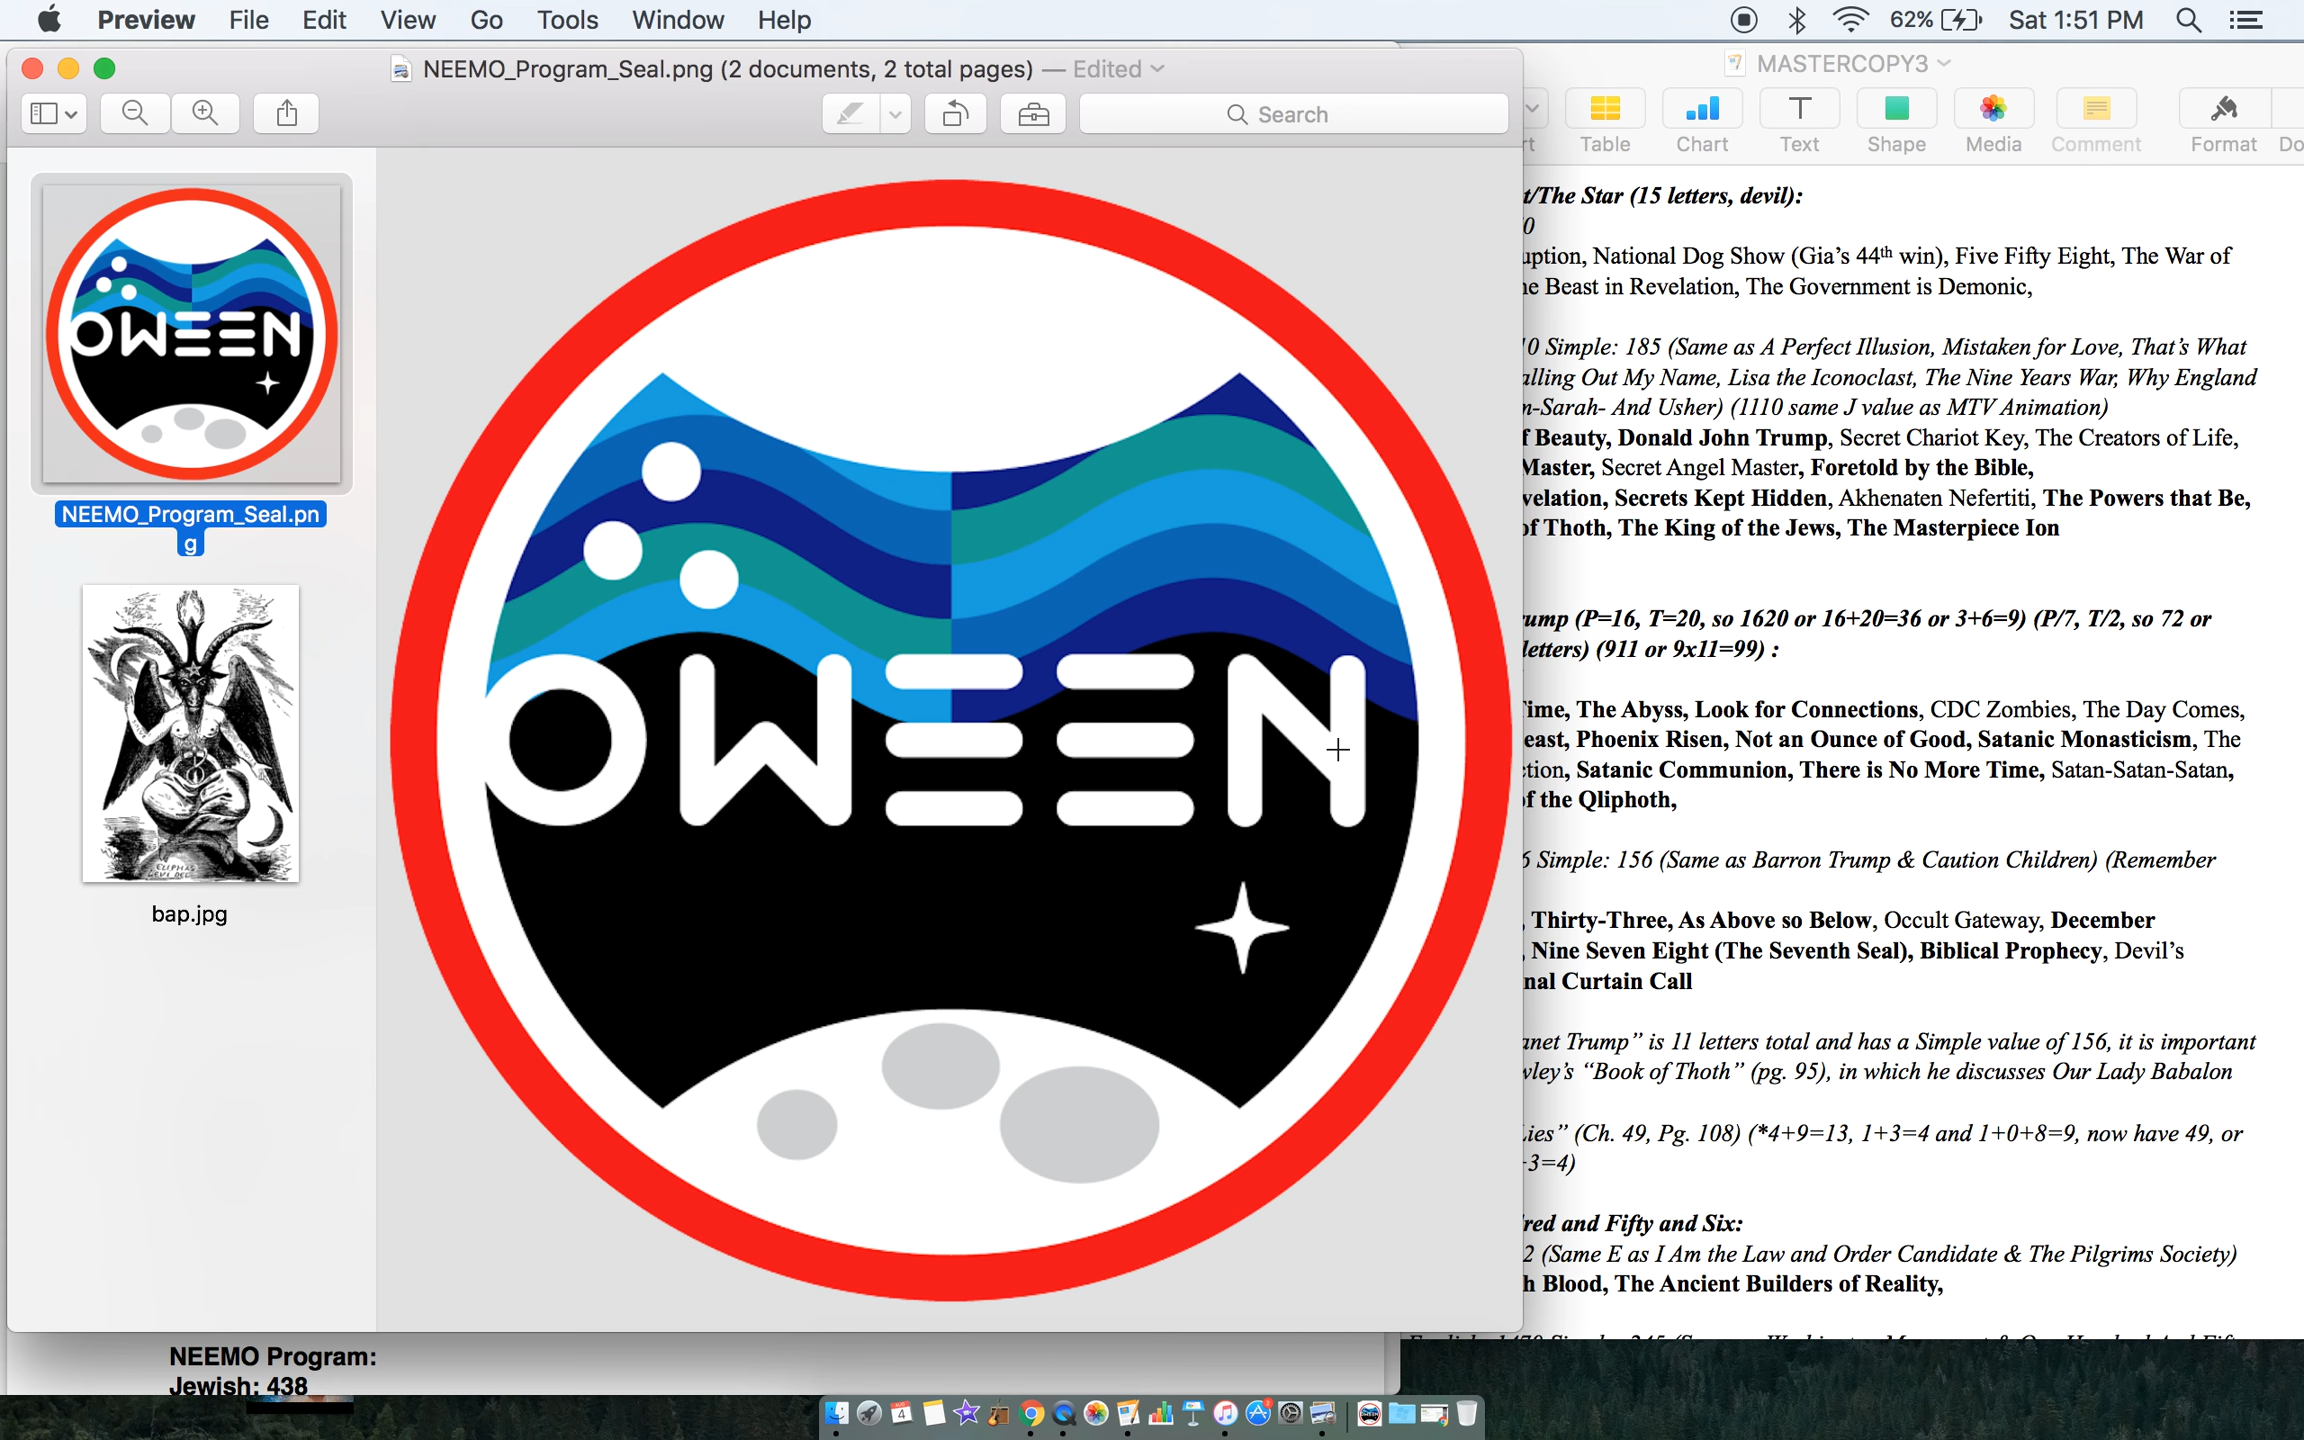 Preview File Edit View Go Tools Window Help 62% Sat 1:51 PM
NEEMO_Program_Seal.png (2 documents, 2 total pages) — Edited
Search
MASTERCOPY3
Table Chart Text Shape Media Comment Format Do
OWEEN
NEEMO_Program_Seal.pn
g
OWEEN
ELIPHAS
LEVI DEL
bap.jpg
t/The Star (15 letters, devil):
0
uption, National Dog Show (Gia’s 44th win), Five Fifty Eight, The War of
e Beast in Revelation, The Government is Demonic,
0 Simple: 185 (Same as A Perfect Illusion, Mistaken for Love, That’s What
alling Out My Name, Lisa the Iconoclast, The Nine Years War, Why England
n-Sarah- And Usher) (1110 same J value as MTV Animation)
f Beauty, Donald John Trump, Secret Chariot Key, The Creators of Life,
Master, Secret Angel Master, Foretold by the Bible,
velation, Secrets Kept Hidden, Akhenaten Nefertiti, The Powers that Be,
of Thoth, The King of the Jews, The Masterpiece Ion
ump (P=16, T=20, so 1620 or 16+20=36 or 3+6=9) (P/7, T/2, so 72 or
letters) (911 or 9x11=99) :
ime, The Abyss, Look for Connections, CDC Zombies, The Day Comes,
east, Phoenix Risen, Not an Ounce of Good, Satanic Monasticism, The
ction, Satanic Communion, There is No More Time, Satan-Satan-Satan,
of the Qliphoth,
6 Simple: 156 (Same as Barron Trump & Caution Children) (Remember
, Thirty-Three, As Above so Below, Occult Gateway, December
, Nine Seven Eight (The Seventh Seal), Biblical Prophecy, Devil’s
nal Curtain Call
anet Trump” is 11 letters total and has a Simple value of 156, it is important
wley’s “Book of Thoth” (pg. 95), in which he discusses Our Lady Babalon
Lies” (Ch. 49, Pg. 108) (*4+9=13, 1+3=4 and 1+0+8=9, now have 49, or
+3=4)
red and Fifty and Six:
2 (Same E as I Am the Law and Order Candidate & The Pilgrims Society)
h Blood, The Ancient Builders of Reality,
NEEMO Program:
Jewish: 438
4